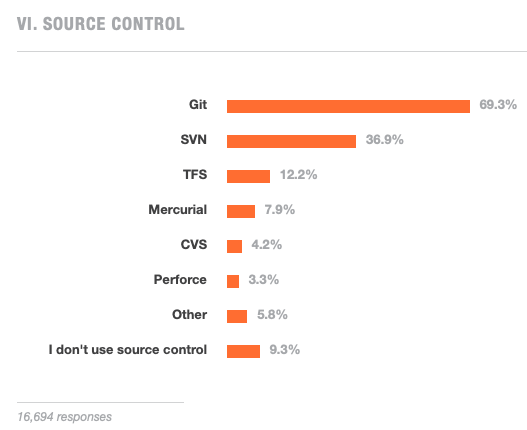 VI. SOURCE CONTROL
Git 69.3%
SVN 36.9%
TFS 12.2%
Mercurial 7.9%
CVS 4.2%
Perforce 3.3%
Other 5.8%
I don't use source control 9.3%
16,694 responses